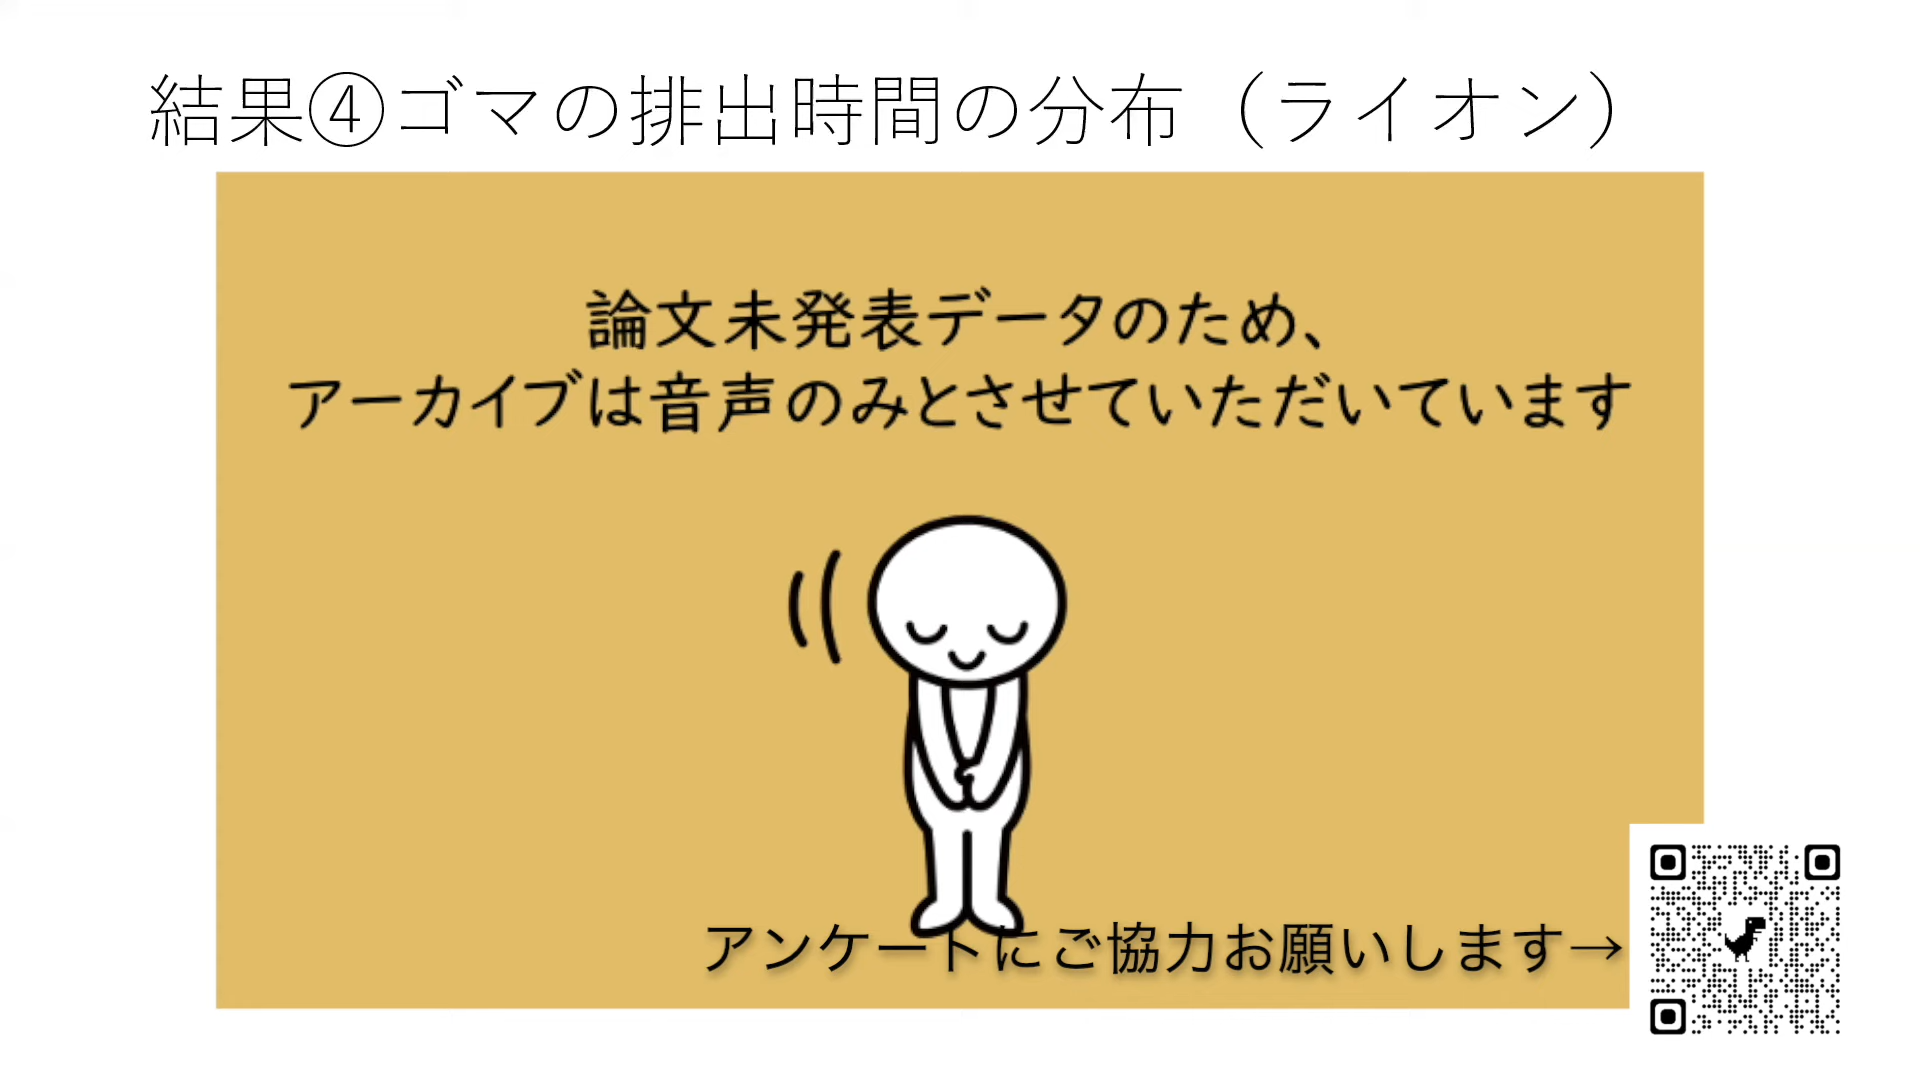 結果④ゴマの排出時間の分布（ライオン）
論文未発表データのため、
アーカイブは音声のみとさせていただいています
アンケートにご協力お願いします→